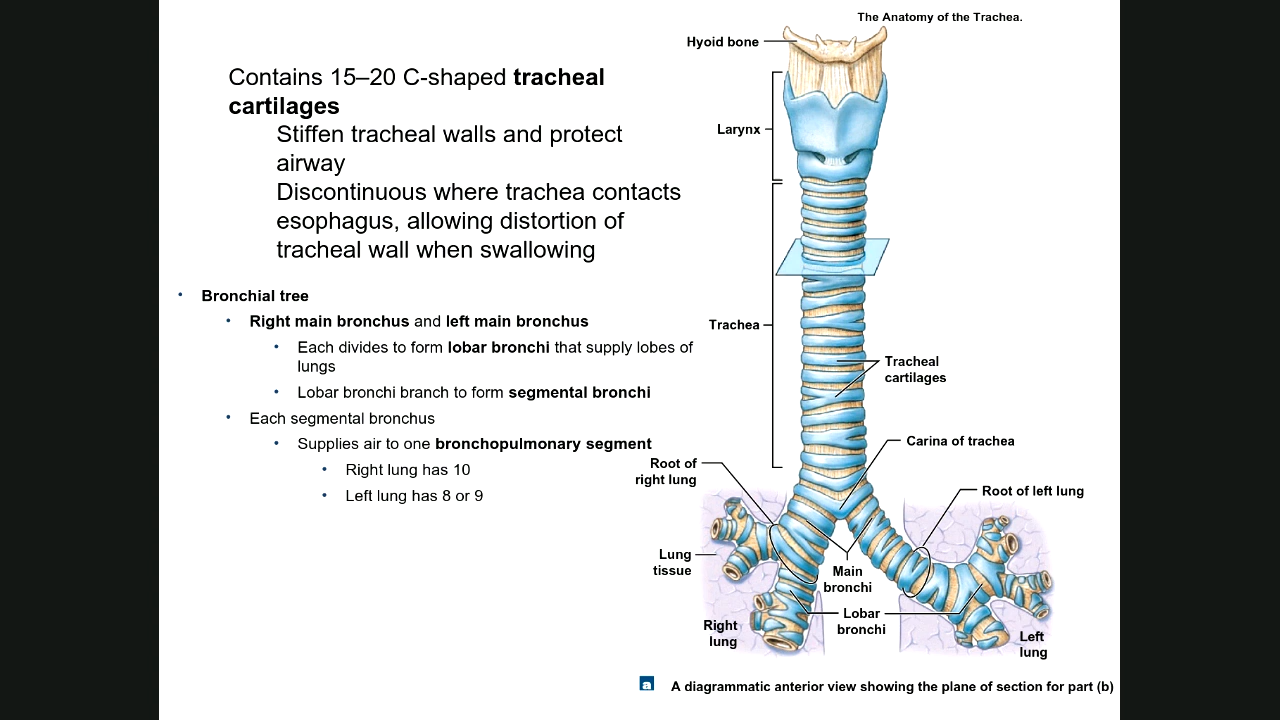 The Anatomy of the Trachea.
Contains 15–20 C-shaped tracheal
cartilages
Stiffen tracheal walls and protect
airway
Discontinuous where trachea contacts
esophagus, allowing distortion of
tracheal wall when swallowing
• Bronchial tree
• Right main bronchus and left main bronchus
• Each divides to form lobar bronchi that supply lobes of
lungs
• Lobar bronchi branch to form segmental bronchi
• Each segmental bronchus
• Supplies air to one bronchopulmonary segment
• Right lung has 10
• Left lung has 8 or 9
Hyoid bone
Larynx
Trachea
Tracheal
cartilages
Carina of trachea
Root of
right lung
Root of left lung
Lung
tissue
Main
bronchi
Lobar
bronchi
Right
lung
Left
lung
a A diagrammatic anterior view showing the plane of section for part (b)